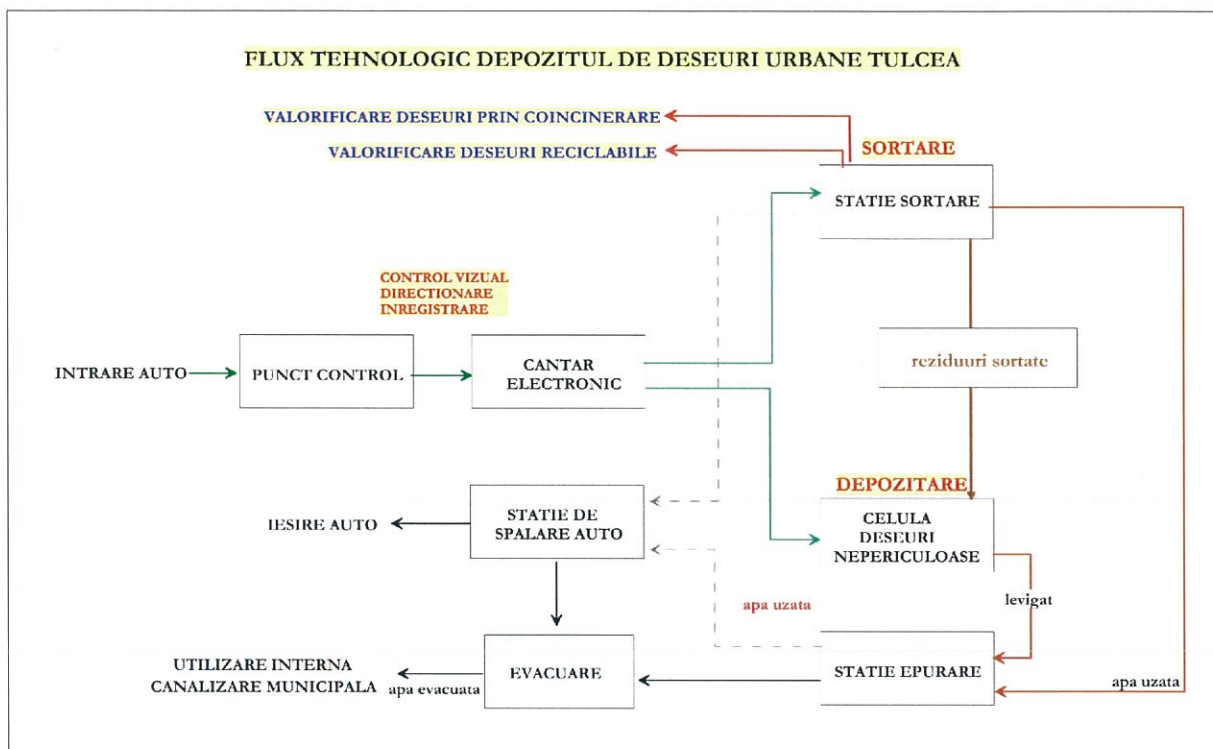 FLUX TEHNOLOGIC DEPOZITUL DE DESEURI URBANE TULCEA
VALORIFICARE DESEURI PRIN COINCINERARE
VALORIFICARE DESEURI RECICLABILE
SORTARE
STATIE SORTARE
CONTROL VIZUAL
DIRECTIONARE
INREGISTRARE
INTRARE AUTO
PUNCT CONTROL
CANTAR
ELECTRONIC
reziduuri sortate
DEPOZITARE
IESIRE AUTO
STATIE DE
SPALARE AUTO
CELULA
DESEURI
NEPERICULOASE
apa uzata
levigat
UTILIZARE INTERNA
CANALIZARE MUNICIPALA
apa evacuata
EVACUARE
STATIE EPURARE
apa uzata